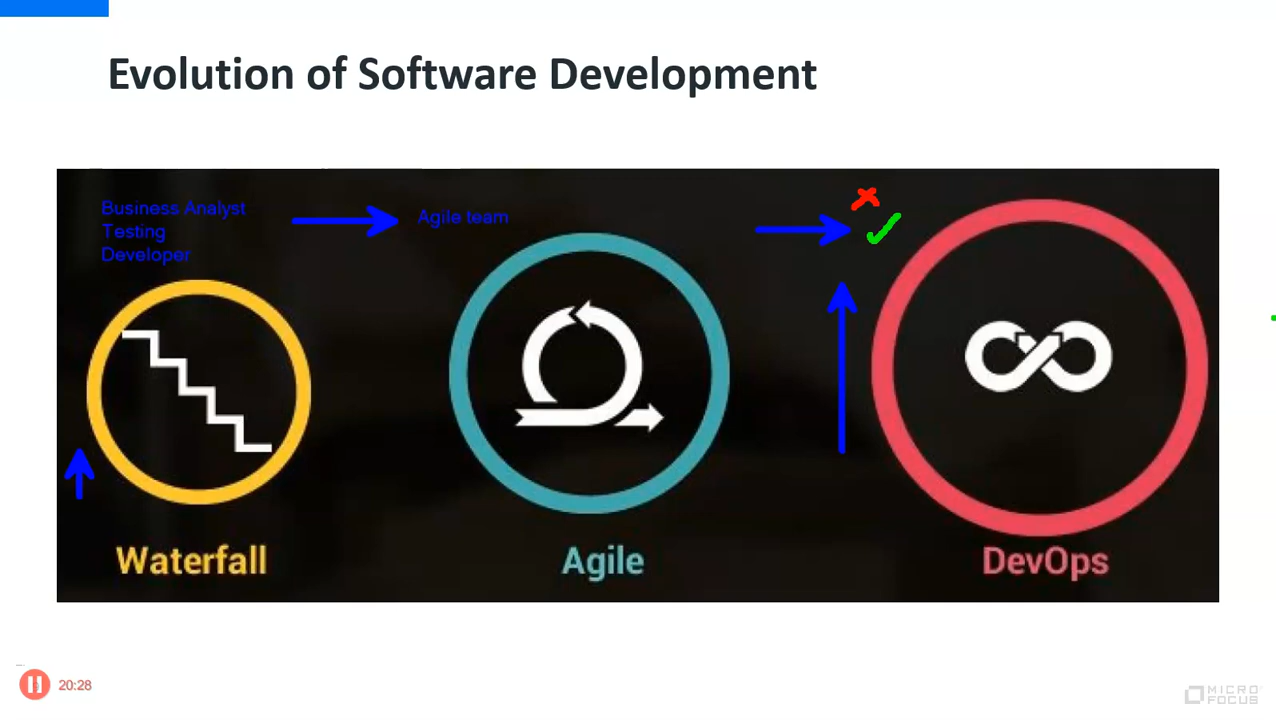 Evolution of Software Development
Business Analyst
Testing
Developer
Agile team
Waterfall
Agile
DevOps
20:28
MICRO
FOCUS